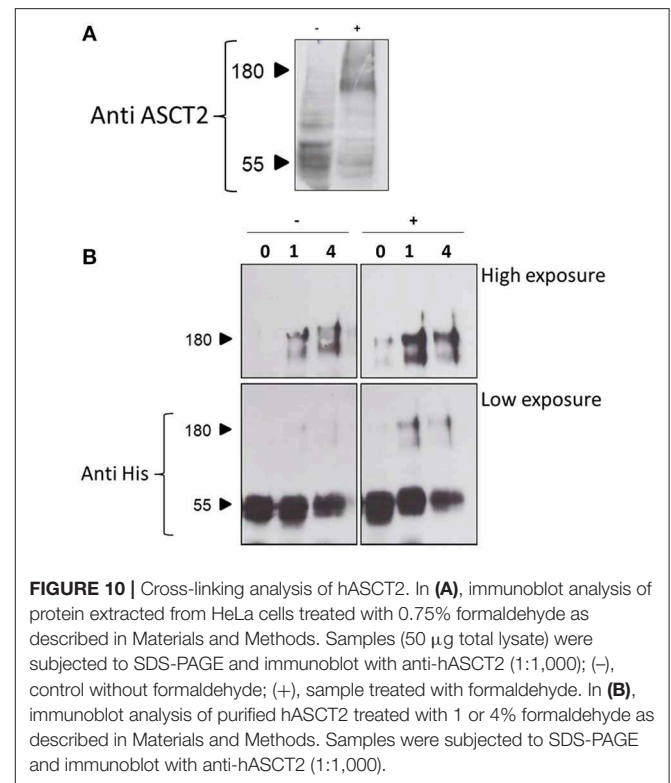 A
- +
180
Anti ASCT2
55
B
- +
0 1 4 0 1 4
High exposure
180
Low exposure
180
Anti His
55
FIGURE 10 | Cross-linking analysis of hASCT2. In (A), immunoblot analysis of
protein extracted from HeLa cells treated with 0.75% formaldehyde as
described in Materials and Methods. Samples (50 μg total lysate) were
subjected to SDS-PAGE and immunoblot with anti-hASCT2 (1:1,000); (–),
control without formaldehyde; (+), sample treated with formaldehyde. In (B),
immunoblot analysis of purified hASCT2 treated with 1 or 4% formaldehyde as
described in Materials and Methods. Samples were subjected to SDS-PAGE
and immunoblot with anti-hASCT2 (1:1,000).